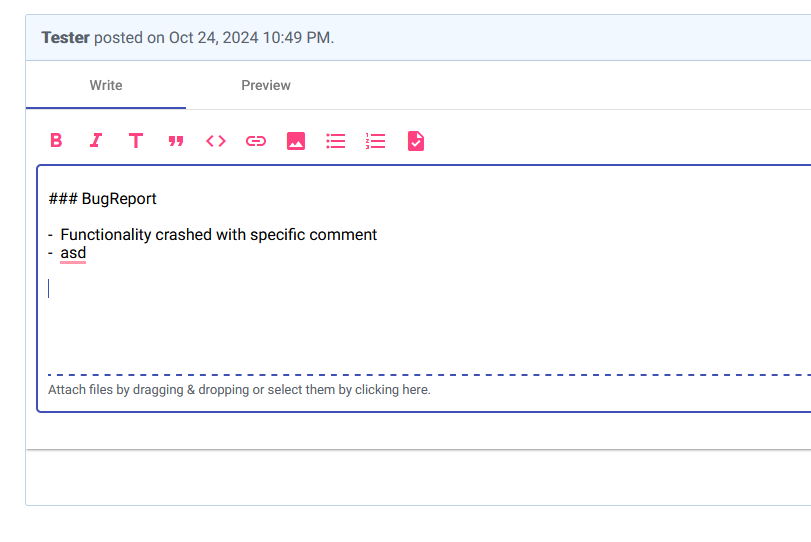 Tester posted on Oct 24, 2024 10:49 PM.
Write Preview
### BugReport
- Functionality crashed with specific comment
- asd
Attach files by dragging & dropping or select them by clicking here.